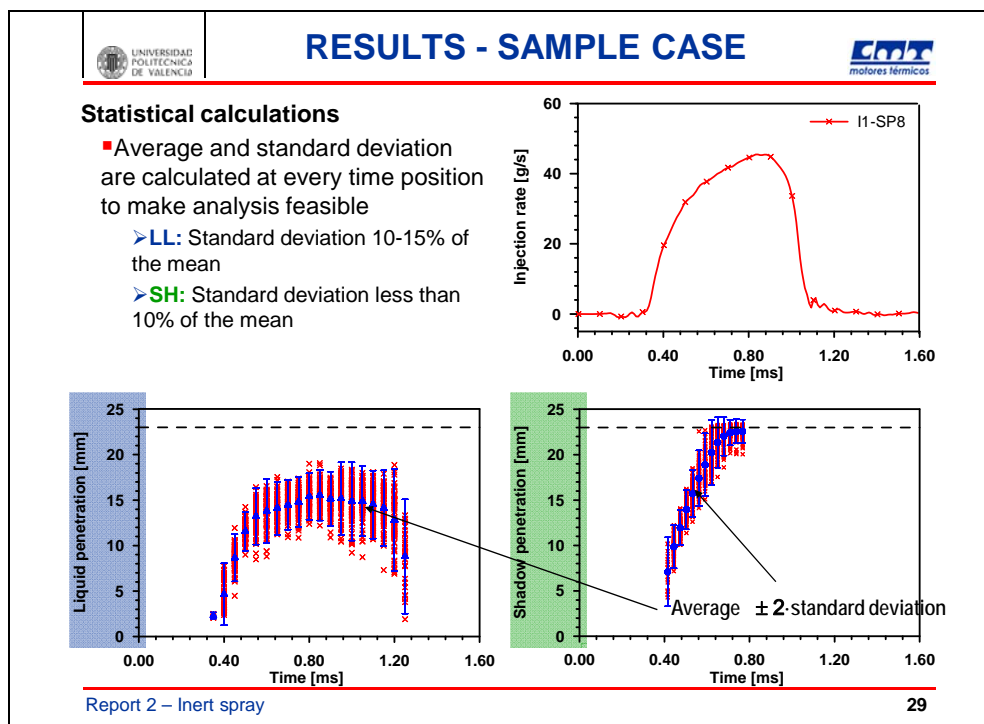 UNIVERSIDAD
POLITECNICA
DE VALENCIA
RESULTS - SAMPLE CASE
CMT
motores térmicos
Statistical calculations
▪Average and standard deviation
are calculated at every time position
to make analysis feasible
➢LL: Standard deviation 10-15% of
the mean
➢SH: Standard deviation less than
10% of the mean
60
40
20
0
Injection rate [g/s]
I1-SP8
0.00 0.40 0.80 1.20 1.60
Time [ms]
25
20
15
10
5
0
Liquid penetration [mm]
0.00 0.40 0.80 1.20 1.60
Time [ms]
25
20
15
10
5
0
Shadow penetration [mm]
Average ± 2·standard deviation
0.00 0.40 0.80 1.20 1.60
Time [ms]
Report 2 – Inert spray
29